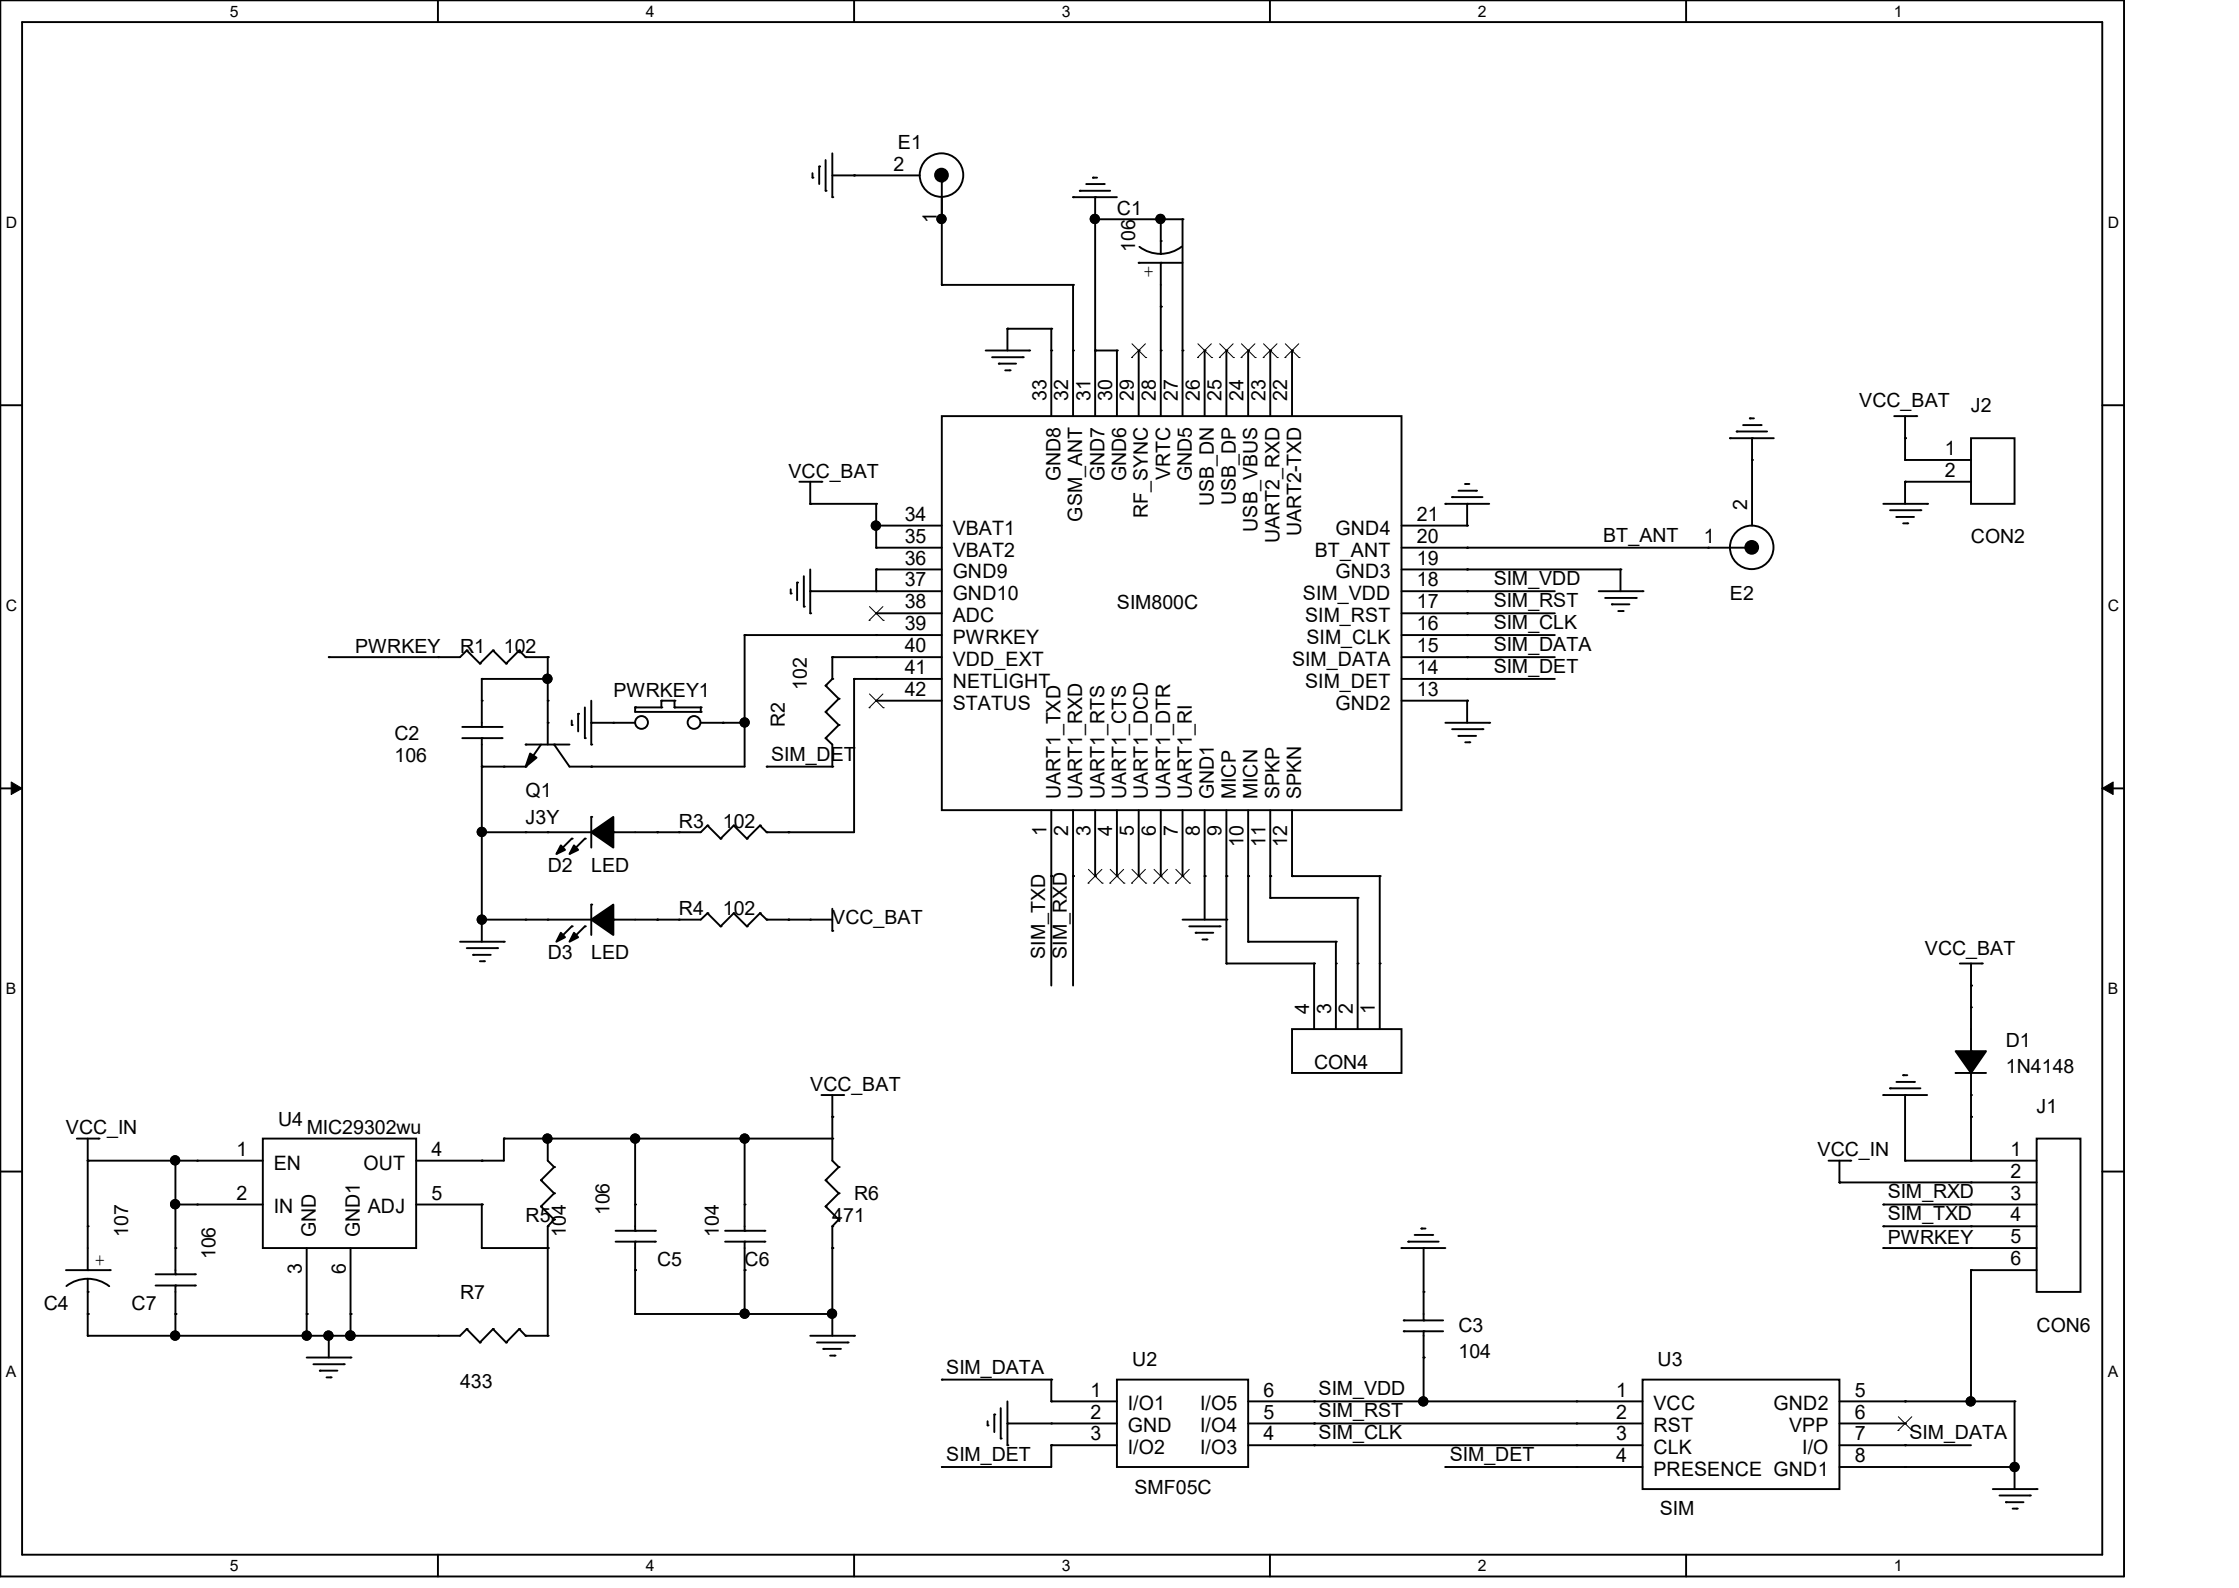 5 4 3 2 1
D D
C C
B B
A A
E1
2
1
C1
106
+
33 32 31 30 29 28 27 26 25 24 23 22
GND8
GSM_ANT
GND7
GND6
RF_SYNC
VRTC
GND5
USB_DN
USB_DP
USB_VBUS
UART2_RXD
UART2-TXD
VCC_BAT
34 VBAT1
35 VBAT2
36 GND9
37 GND10
38 ADC
39 PWRKEY
40 VDD_EXT
41 NETLIGHT
42 STATUS
SIM800C
GND4 21
BT_ANT 20
GND3 19
SIM_VDD 18 SIM_VDD
SIM_RST 17 SIM_RST
SIM_CLK 16 SIM_CLK
SIM_DATA 15 SIM_DATA
SIM_DET 14 SIM_DET
GND2 13
BT_ANT 1
2
E2
VCC_BAT
J2
1
2
CON2
PWRKEY R1 102
PWRKEY1
102
R2
SIM_DET
C2
106
Q1
J3Y
R3 102
D2 LED
R4 102
VCC_BAT
D3 LED
UART1_TXD
UART1_RXD
UART1_RTS
UART1_CTS
UART1_DCD
UART1_DTR
UART1_RI
GND1
MICP
MICN
SPKP
SPKN
1 2 3 4 5 6 7 8 9 10 11 12
SIM_TXD
SIM_RXD
4 3 2 1
CON4
VCC_BAT
D1
1N4148
J1
VCC_IN
1
2
SIM_RXD 3
SIM_TXD 4
PWRKEY 5
6
CON6
VCC_IN
U4 MIC29302wu
1 EN
2 IN
OUT 4
ADJ 5
GND
GND1
3
6
107
+
C4
106
C7
R7
433
R5
104
106
C5
104
C6
VCC_BAT
R6
471
SIM_DATA
SIM_DET
U2
1 I/O1
2 GND
3 I/O2
I/O5 6
I/O4 5
I/O3 4
SMF05C
SIM_VDD
SIM_RST
SIM_CLK
C3
104
SIM_DET
U3
1 VCC
2 RST
3 CLK
4 PRESENCE
GND2 5
VPP 6
I/O 7
GND1 8
SIM_DATA
SIM
5 4 3 2 1